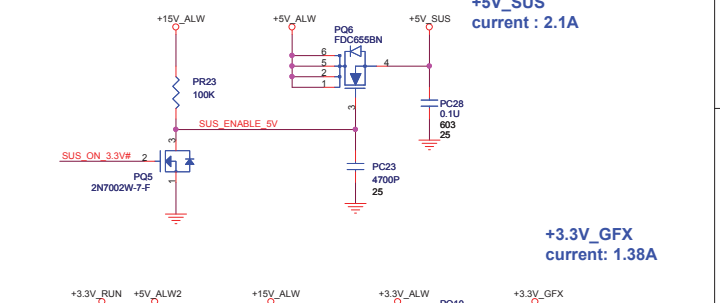 +5V_SUS
current : 2.1A
+15V_ALW
+5V_ALW
+5V_SUS
PQ6
FDC655BN
6
5
2
1
4
3
PR23
100K
PC28
0.1U
603
25
SUS_ENABLE_5V
3
SUS_ON_3.3V#
2
1
PQ5
2N7002W-7-F
PC23
4700P
25
+3.3V_GFX
current: 1.38A
+3.3V_RUN
+5V_ALW2
+15V_ALW
+3.3V_ALW
+3.3V_GFX